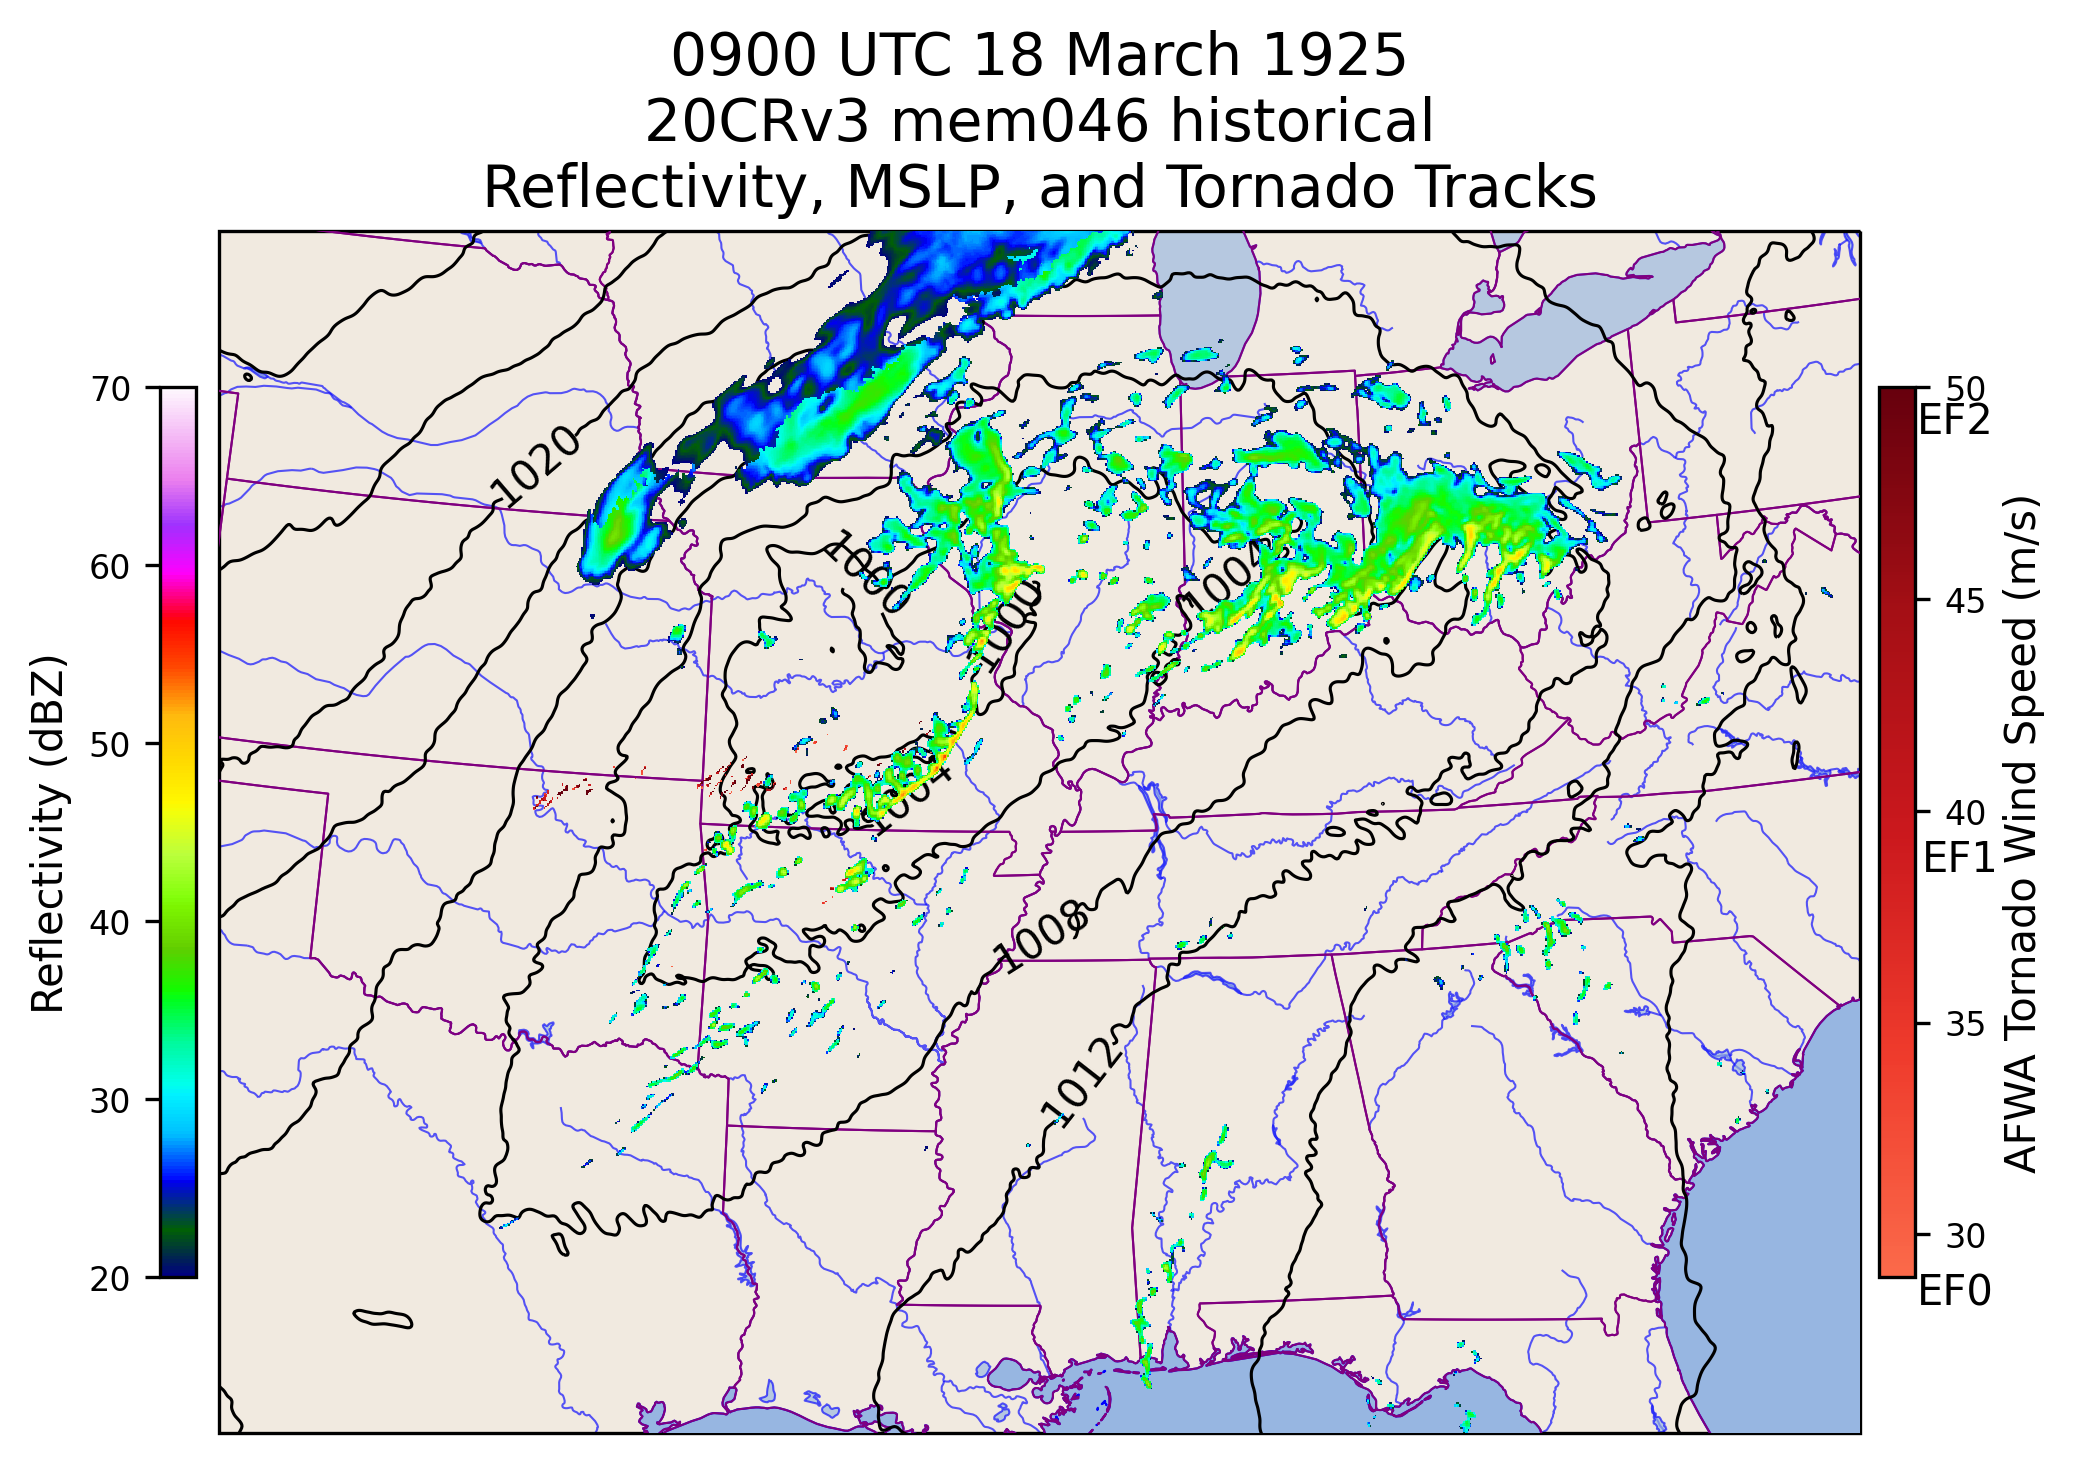 0900 UTC 18 March 1925
20CRv3 mem046 historical
Reflectivity, MSLP, and Tornado Tracks
Reflectivity (dBZ)
70
60
50
40
30
20
1020
1000
1000
1004
1004
1008
1012
50
EF2
45
40
EF1
35
30
EF0
AFWA Tornado Wind Speed (m/s)